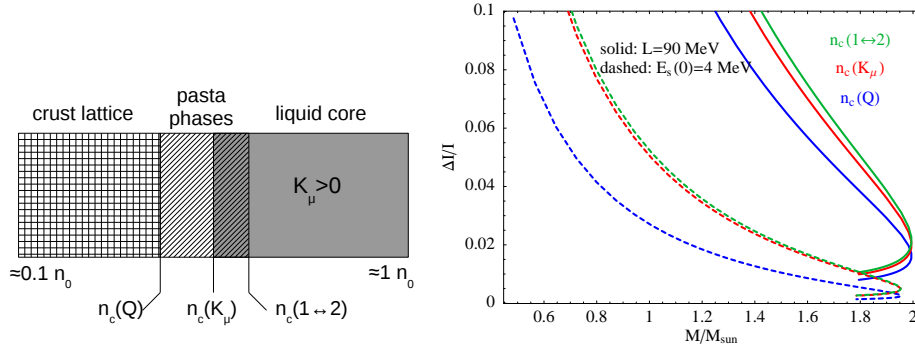 crust lattice
pasta
phases
liquid core
K_μ>0
≈0.1 n_0
≈1 n_0
n_c(Q)
n_c(K_μ)
n_c(1↔2)
0.1
0.08
0.06
0.04
0.02
0
ΔI/I
solid: L=90 MeV
dashed: E_s(0)=4 MeV
n_c(1↔2)
n_c(K_μ)
n_c(Q)
0.6 0.8 1 1.2 1.4 1.6 1.8 2
M/M_sun